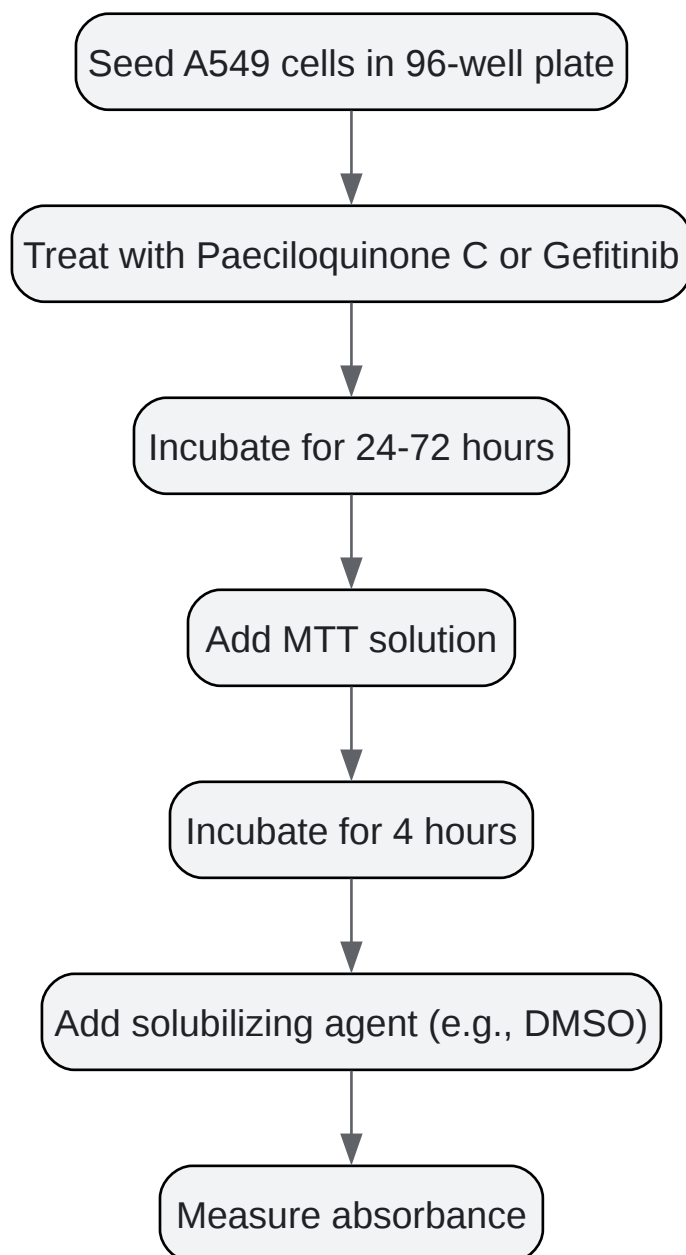 Seed A549 cells in 96-well plate
Treat with Paeciloquinone C or Gefitinib
Incubate for 24-72 hours
Add MTT solution
Incubate for 4 hours
Add solubilizing agent (e.g., DMSO)
Measure absorbance